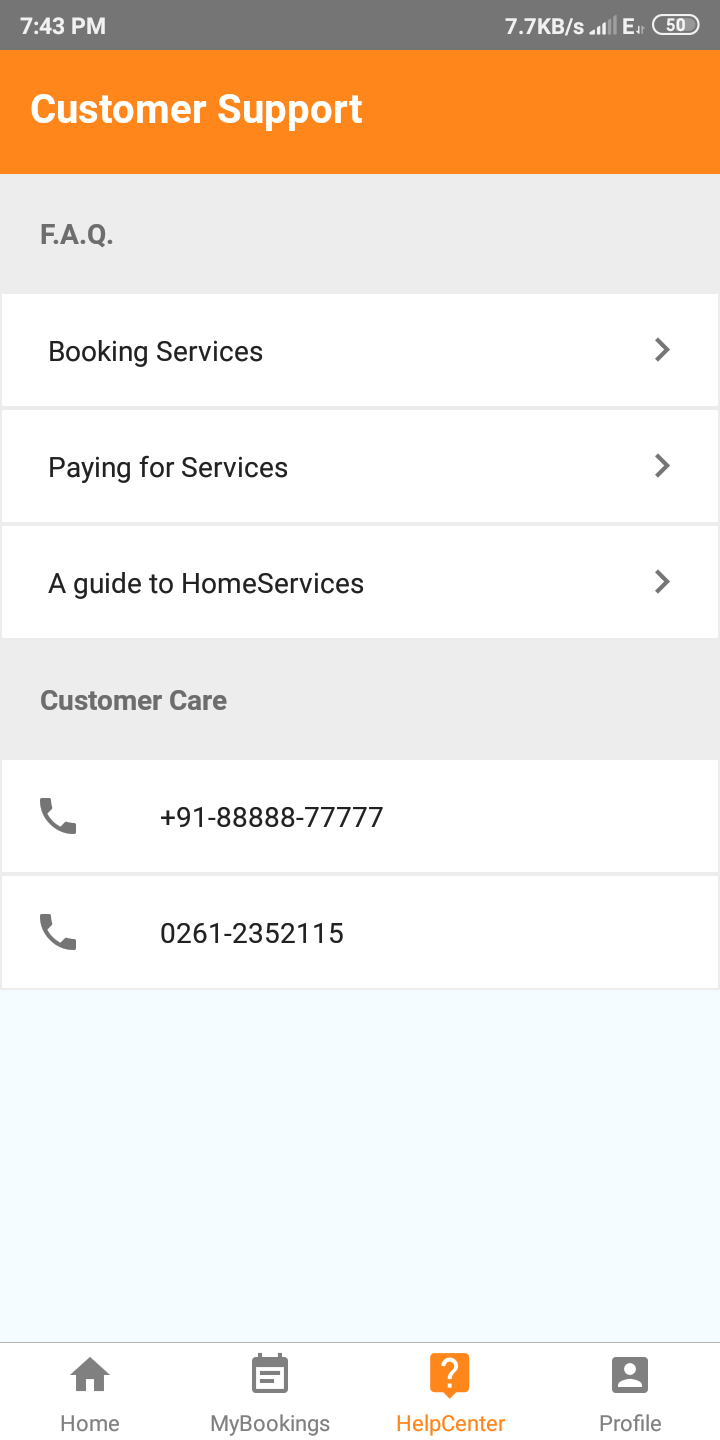 7:43 PM 7.7KB/s E 50
Customer Support
F.A.Q.
Booking Services
Paying for Services
A guide to HomeServices
Customer Care
+91-88888-77777
0261-2352115
Home MyBookings HelpCenter Profile